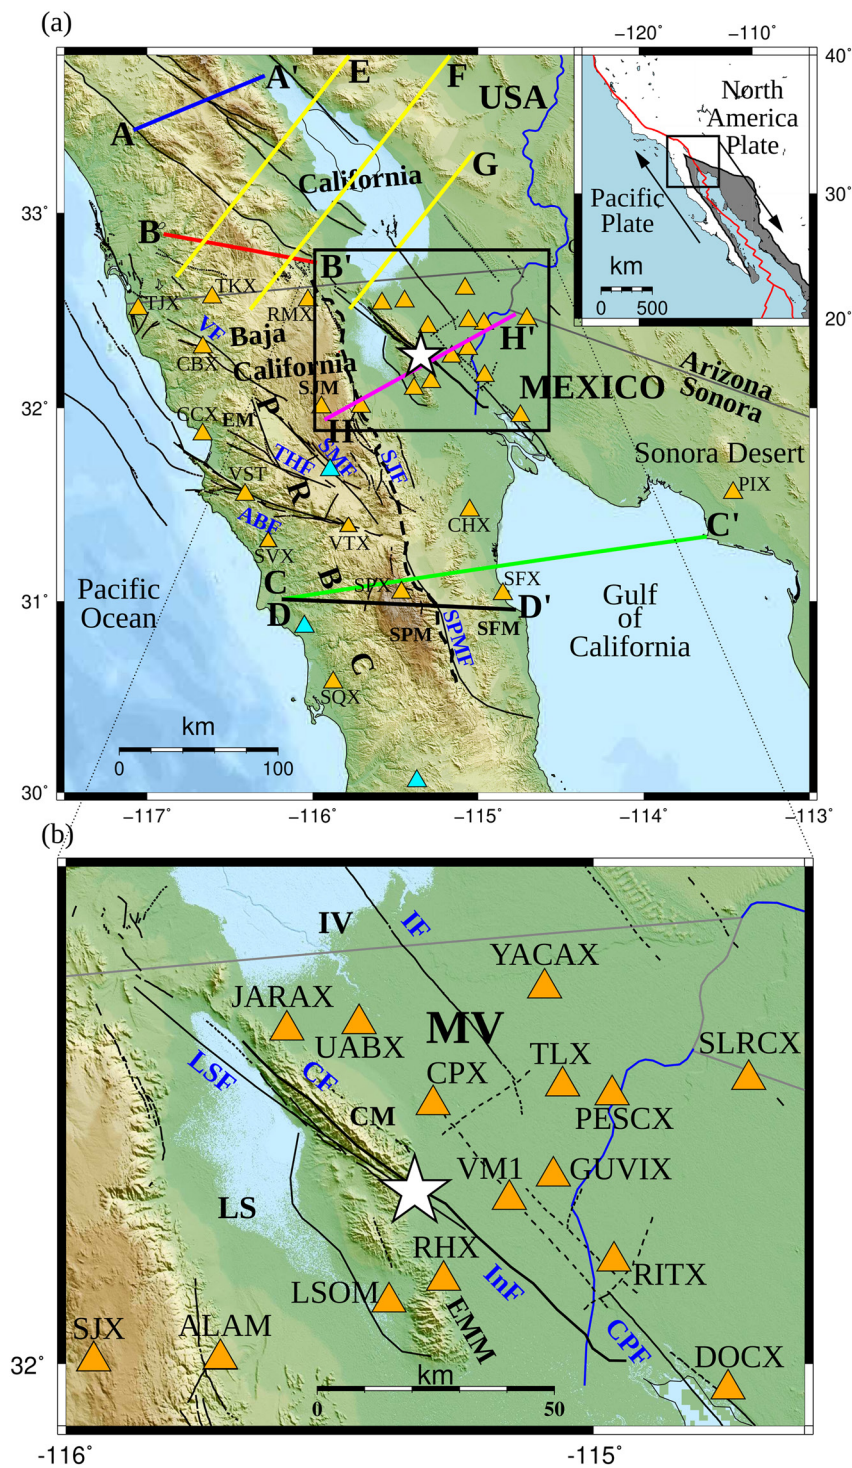 (a)
−120°
−110°
40°
30°
20°
North
America
Plate
Pacific
Plate
km
0 500
A
A'
E
F
G
USA
California
33°
B
B'
TJX
TKX
RMX
VF
Baja
California
CBX
SJM
H
H'
MEXICO
Arizona
Sonora
32°
CCX
EM
P
THF
SMF
SJF
Sonora Desert
PIX
VST
R
ABF
SVX
VTX
CHX
C
C'
B
SPX
SFX
Pacific
Ocean
Gulf
of
California
31°
D
D'
SPM
SFM
SPMF
C
SQX
km
0 100
30°
−117°
−116°
−115°
−114°
−113°
(b)
IV
IF
YACAX
JARAX
UABX
MV
SLRCX
LSF
CF
CPX
TLX
CM
PESCX
VM1
GUVIX
LS
RHX
LSOM
InF
RITX
EMM
SJX
ALAM
CPF
DOCX
32°
km
0 50
-116°
-115°